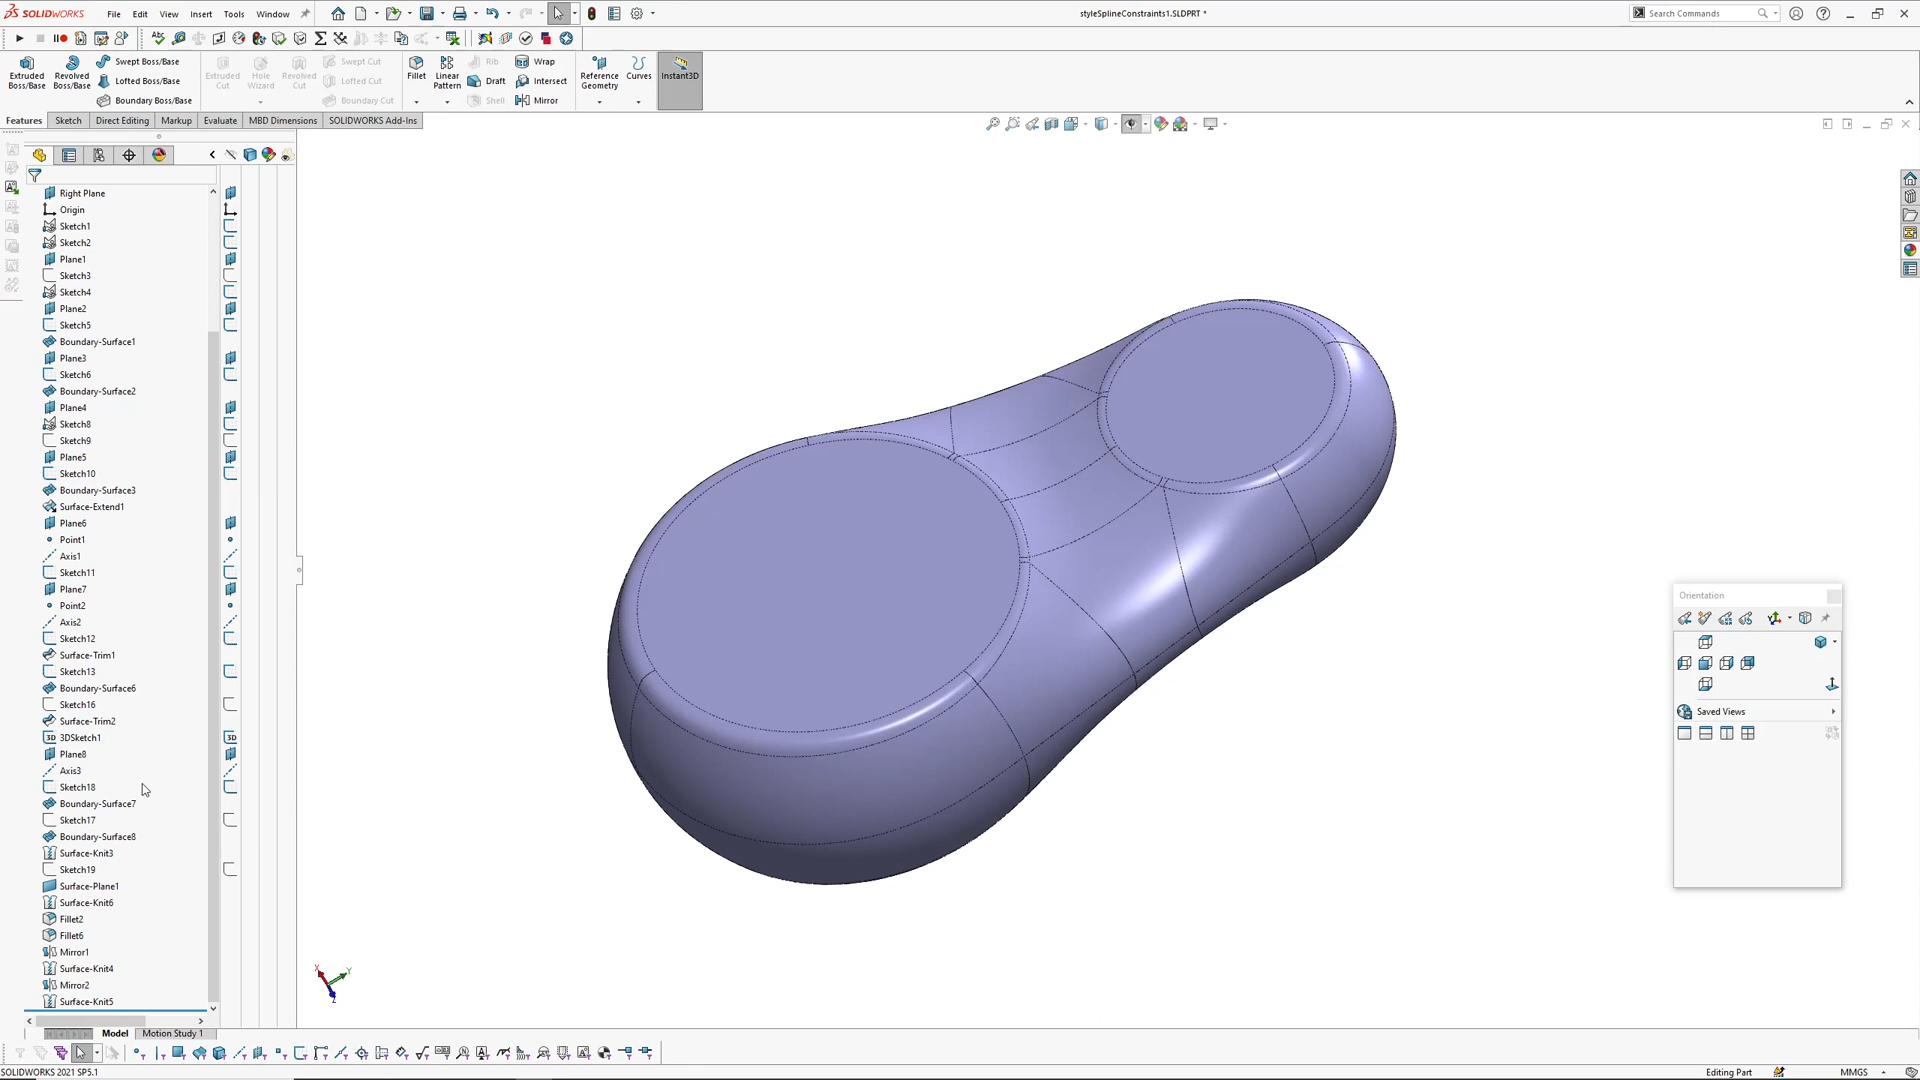 SOLIDWORKS File Edit View Insert Tools Window styleSplineConstraints1.SLDPRT * Search Commands
Extruded Boss/Base Revolved Boss/Base Swept Boss/Base Lofted Boss/Base Boundary Boss/Base Extruded Cut Hole Wizard Revolved Cut Swept Cut Lofted Cut Boundary Cut Fillet Linear Pattern Rib Draft Shell Wrap Intersect Mirror Reference Geometry Curves Instant3D
Features Sketch Direct Editing Markup Evaluate MBD Dimensions SOLIDWORKS Add-Ins
Right Plane
Origin
Sketch1
Sketch2
Plane1
Sketch3
Sketch4
Plane2
Sketch5
Boundary-Surface1
Plane3
Sketch6
Boundary-Surface2
Plane4
Sketch8
Sketch9
Plane5
Sketch10
Boundary-Surface3
Surface-Extend1
Plane6
Point1
Axis1
Sketch11
Plane7
Point2
Axis2
Sketch12
Surface-Trim1
Sketch13
Boundary-Surface6
Sketch16
Surface-Trim2
3D 3DSketch1 3D
Plane8
Axis3
Sketch18
Boundary-Surface7
Sketch17
Boundary-Surface8
Surface-Knit3
Sketch19
Surface-Plane1
Surface-Knit6
Fillet2
Fillet6
Mirror1
Surface-Knit4
Mirror2
Surface-Knit5
Orientation
Saved Views
X Y Z
Model Motion Study 1
SOLIDWORKS 2021 SP5.1 Editing Part MMGS